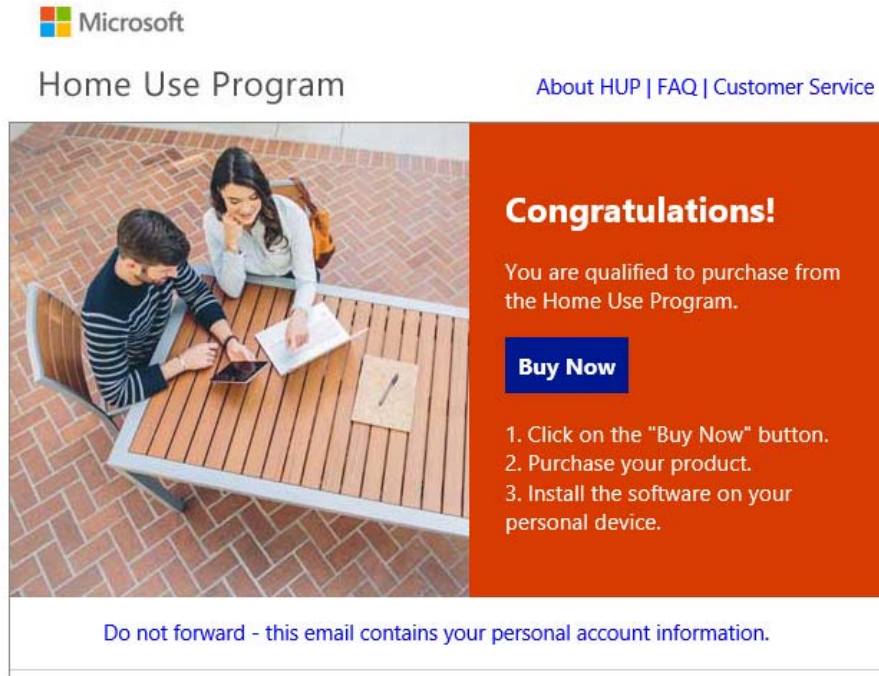 Microsoft
Home Use Program
About HUP | FAQ | Customer Service
Congratulations!
You are qualified to purchase from
the Home Use Program.
Buy Now
1. Click on the "Buy Now" button.
2. Purchase your product.
3. Install the software on your
personal device.
Do not forward - this email contains your personal account information.